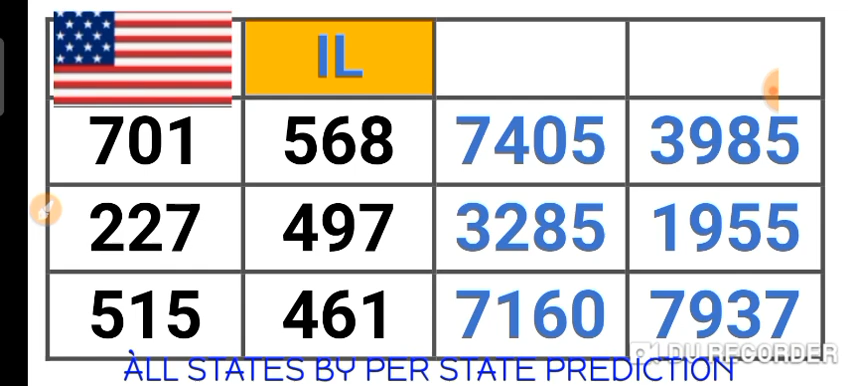 IL
701 568 7405 3985
227 497 3285 1955
515 461 7160 7937
DU RECORDER
ÀLL STATES BY PER STATE PREDICTION